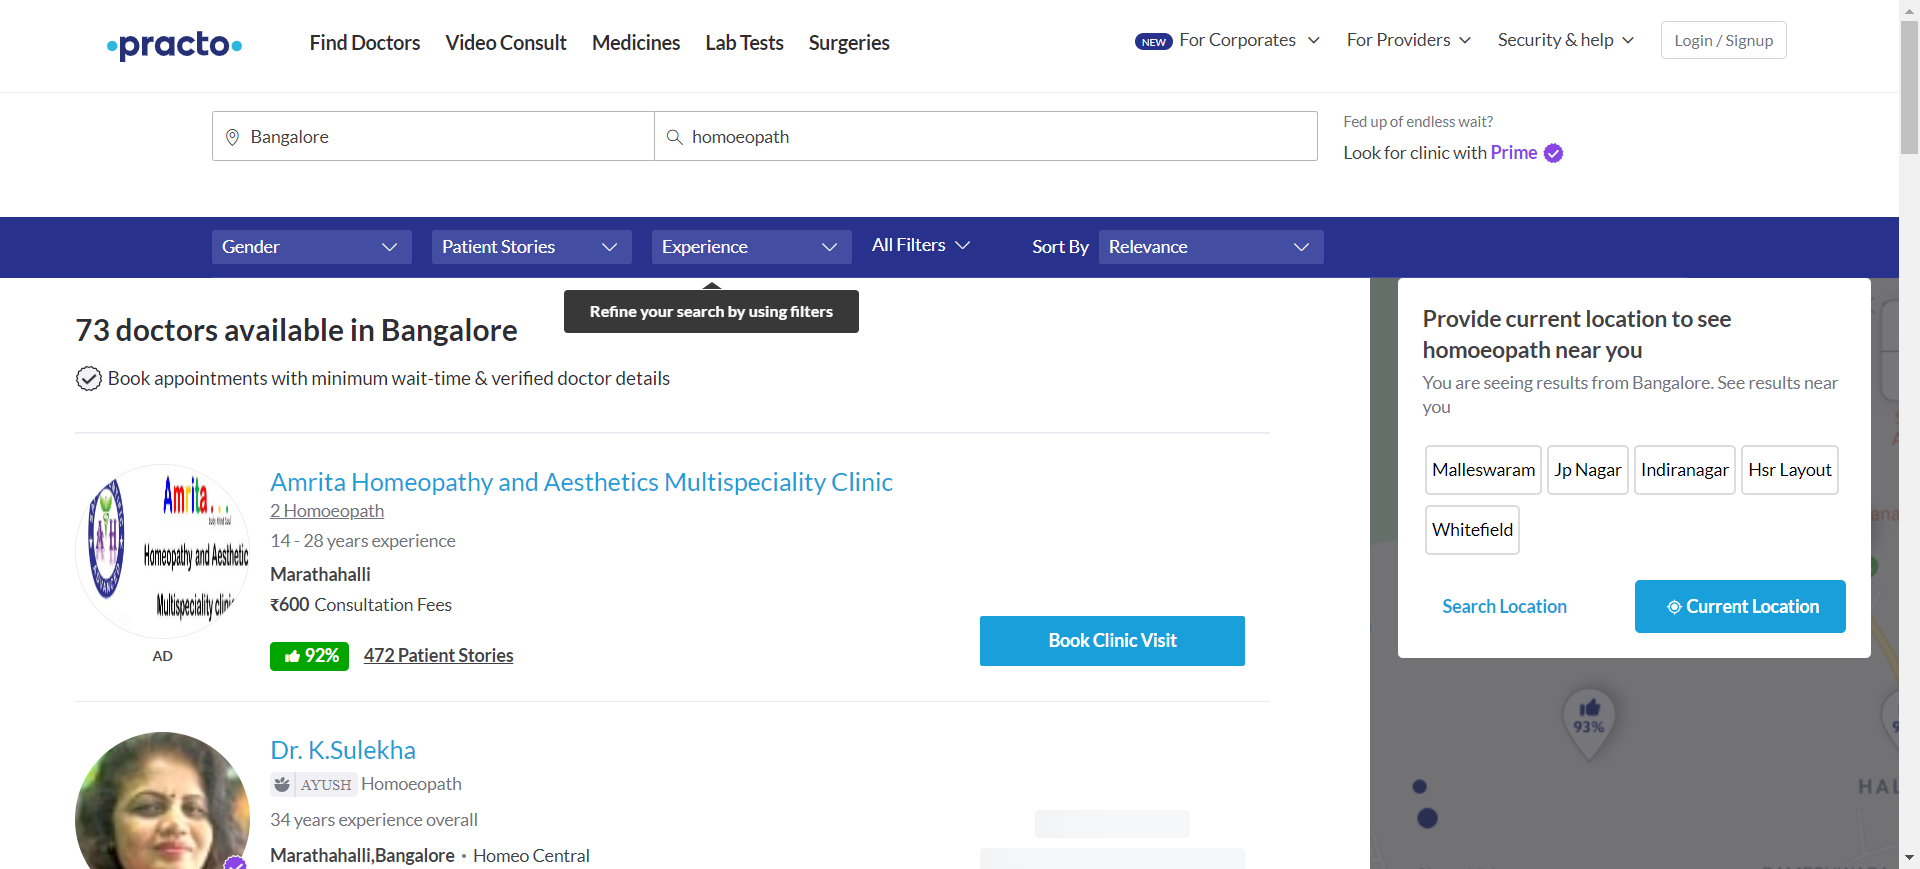 practo
Find Doctors
Video Consult
Medicines
Lab Tests
Surgeries
NEW For Corporates
For Providers
Security & help
Login / Signup
Bangalore
homoeopath
Fed up of endless wait?
Look for clinic with Prime
Gender
Patient Stories
Experience
All Filters
Sort By
Relevance
Refine your search by using filters
73 doctors available in Bangalore
Book appointments with minimum wait-time & verified doctor details
Amrita Homeopathy and Aesthetics Multispeciality Clinic
2 Homoeopath
14 - 28 years experience
Marathahalli
₹600 Consultation Fees
92%
472 Patient Stories
Book Clinic Visit
Amrita...
Homeopathy and Aesthetic
Multispeciality clinic
AD
Dr. K.Sulekha
AYUSH Homoeopath
34 years experience overall
Marathahalli,Bangalore • Homeo Central
Provide current location to see
homoeopath near you
You are seeing results from Bangalore. See results near
you
Malleswaram
Jp Nagar
Indiranagar
Hsr Layout
Whitefield
Search Location
Current Location
93%
HAL